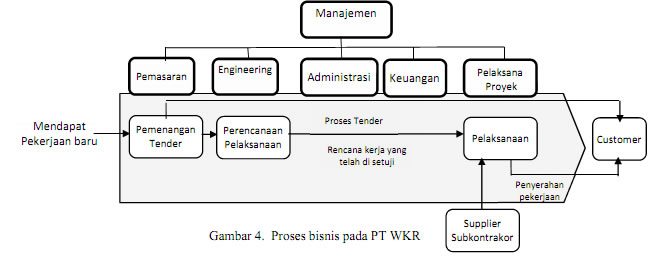 Manajemen
Pemasaran
Engineering
Administrasi
Keuangan
Pelaksana
Proyek
Mendapat
Pekerjaan baru
Pemenangan
Tender
Perencanaan
Pelaksanaan
Proses Tender
Rencana kerja yang
telah di setuji
Pelaksanaan
Customer
Penyerahan
pekerjaan
Supplier
Subkontrakor
Gambar 4. Proses bisnis pada PT WKR